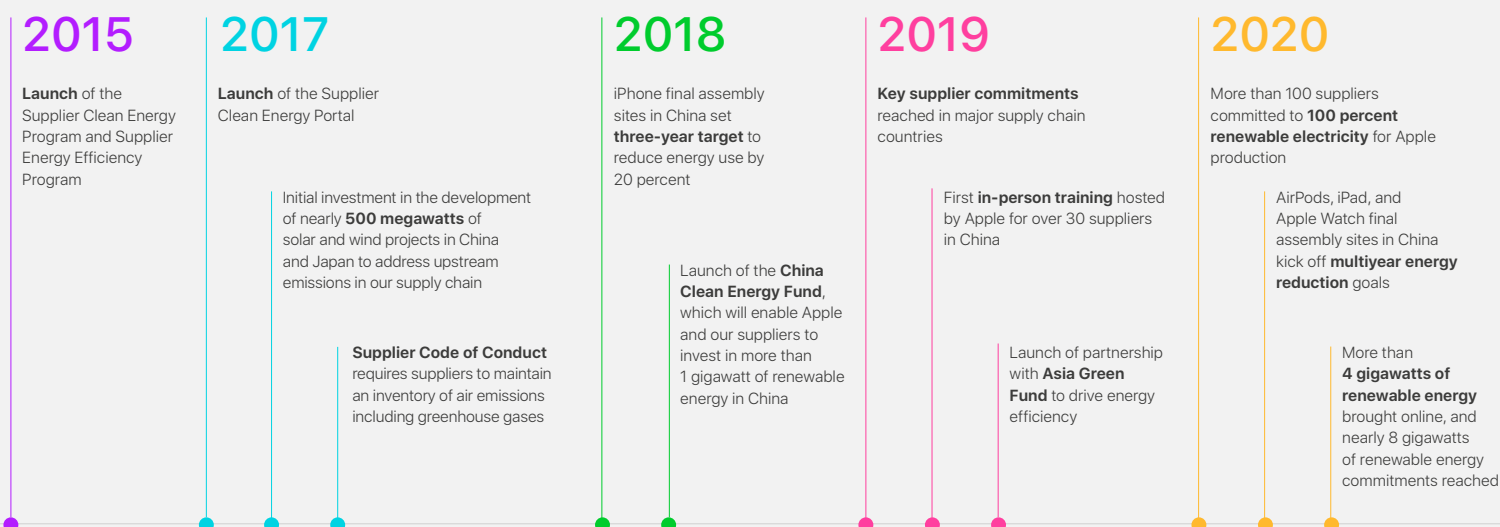 2015
Launch of the
Supplier Clean Energy
Program and Supplier
Energy Efficiency
Program
2017
Launch of the Supplier
Clean Energy Portal
Initial investment in the development
of nearly 500 megawatts of
solar and wind projects in China
and Japan to address upstream
emissions in our supply chain
Supplier Code of Conduct
requires suppliers to maintain
an inventory of air emissions
including greenhouse gases
2018
iPhone final assembly
sites in China set
three-year target to
reduce energy use by
20 percent
Launch of the China
Clean Energy Fund,
which will enable Apple
and our suppliers to
invest in more than
1 gigawatt of renewable
energy in China
2019
Key supplier commitments
reached in major supply chain
countries
First in-person training hosted
by Apple for over 30 suppliers
in China
Launch of partnership
with Asia Green
Fund to drive energy
efficiency
2020
More than 100 suppliers
committed to 100 percent
renewable electricity for Apple
production
AirPods, iPad, and
Apple Watch final
assembly sites in China
kick off multiyear energy
reduction goals
More than
4 gigawatts of
renewable energy
brought online, and
nearly 8 gigawatts
of renewable energy
commitments reached